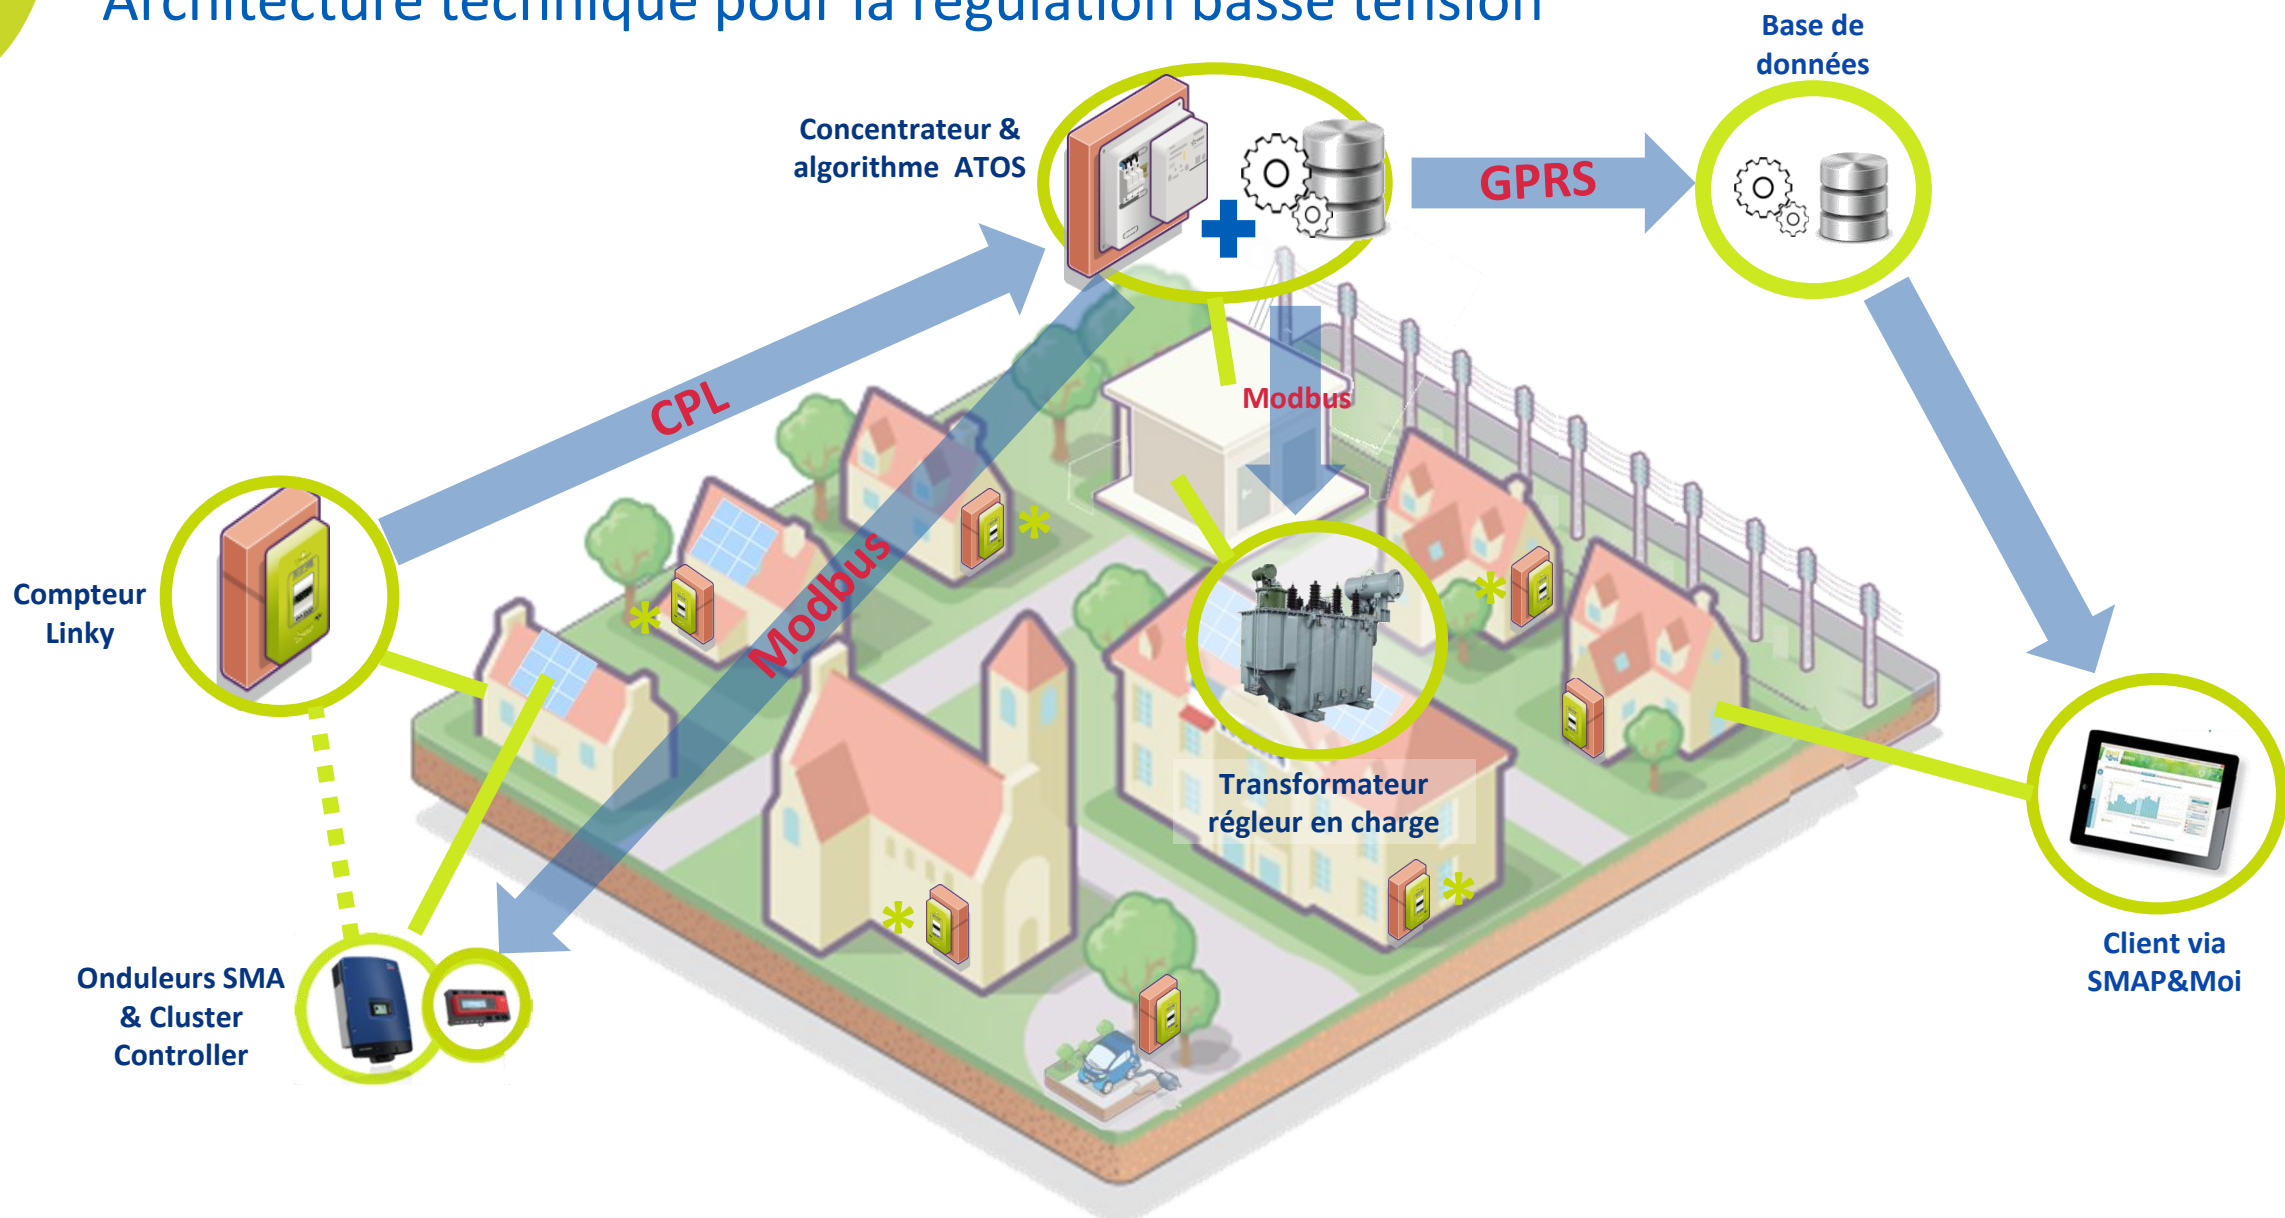 Architecture technique pour la régulation basse tension
Base de
données
Concentrateur &
algorithme ATOS
GPRS
CPL
Modbus
Modbus
Compteur
Linky
Transformateur
régleur en charge
Onduleurs SMA
& Cluster
Controller
Client via
SMAP&Moi